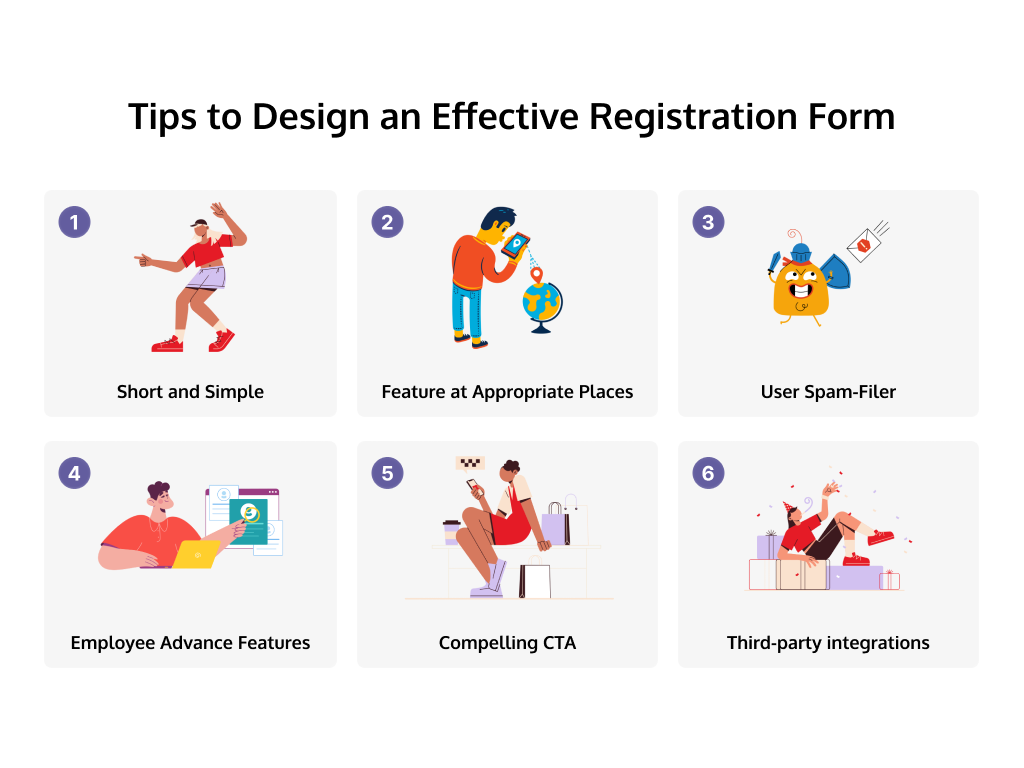 Tips to Design an Effective Registration Form
1
Short and Simple
2
Feature at Appropriate Places
3
User Spam-Filer
4
Employee Advance Features
5
Compelling CTA
6
Third-party integrations